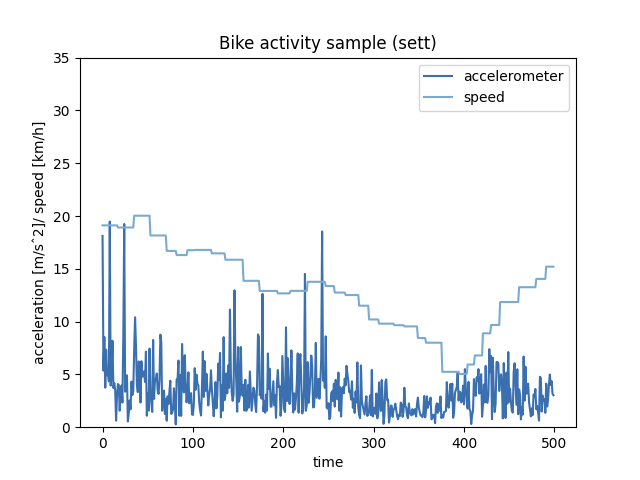 Bike activity sample (sett)
accelerometer
speed
acceleration [m/sˆ2]/ speed [km/h]
35
30
25
20
15
10
5
0
0 100 200 300 400 500
time